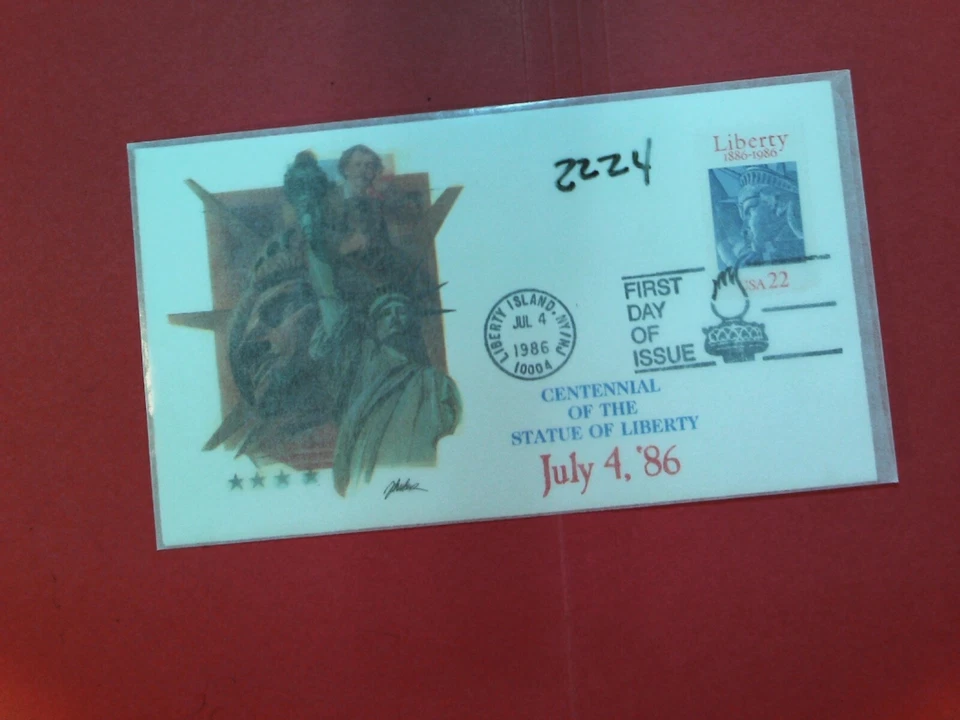 2224
Liberty
1886-1986
USA 22
LIBERTY ISLAND, NY/NJ
JUL 4
1986
10004
FIRST
DAY
OF
ISSUE
CENTENNIAL
OF THE
STATUE OF LIBERTY
July 4, '86